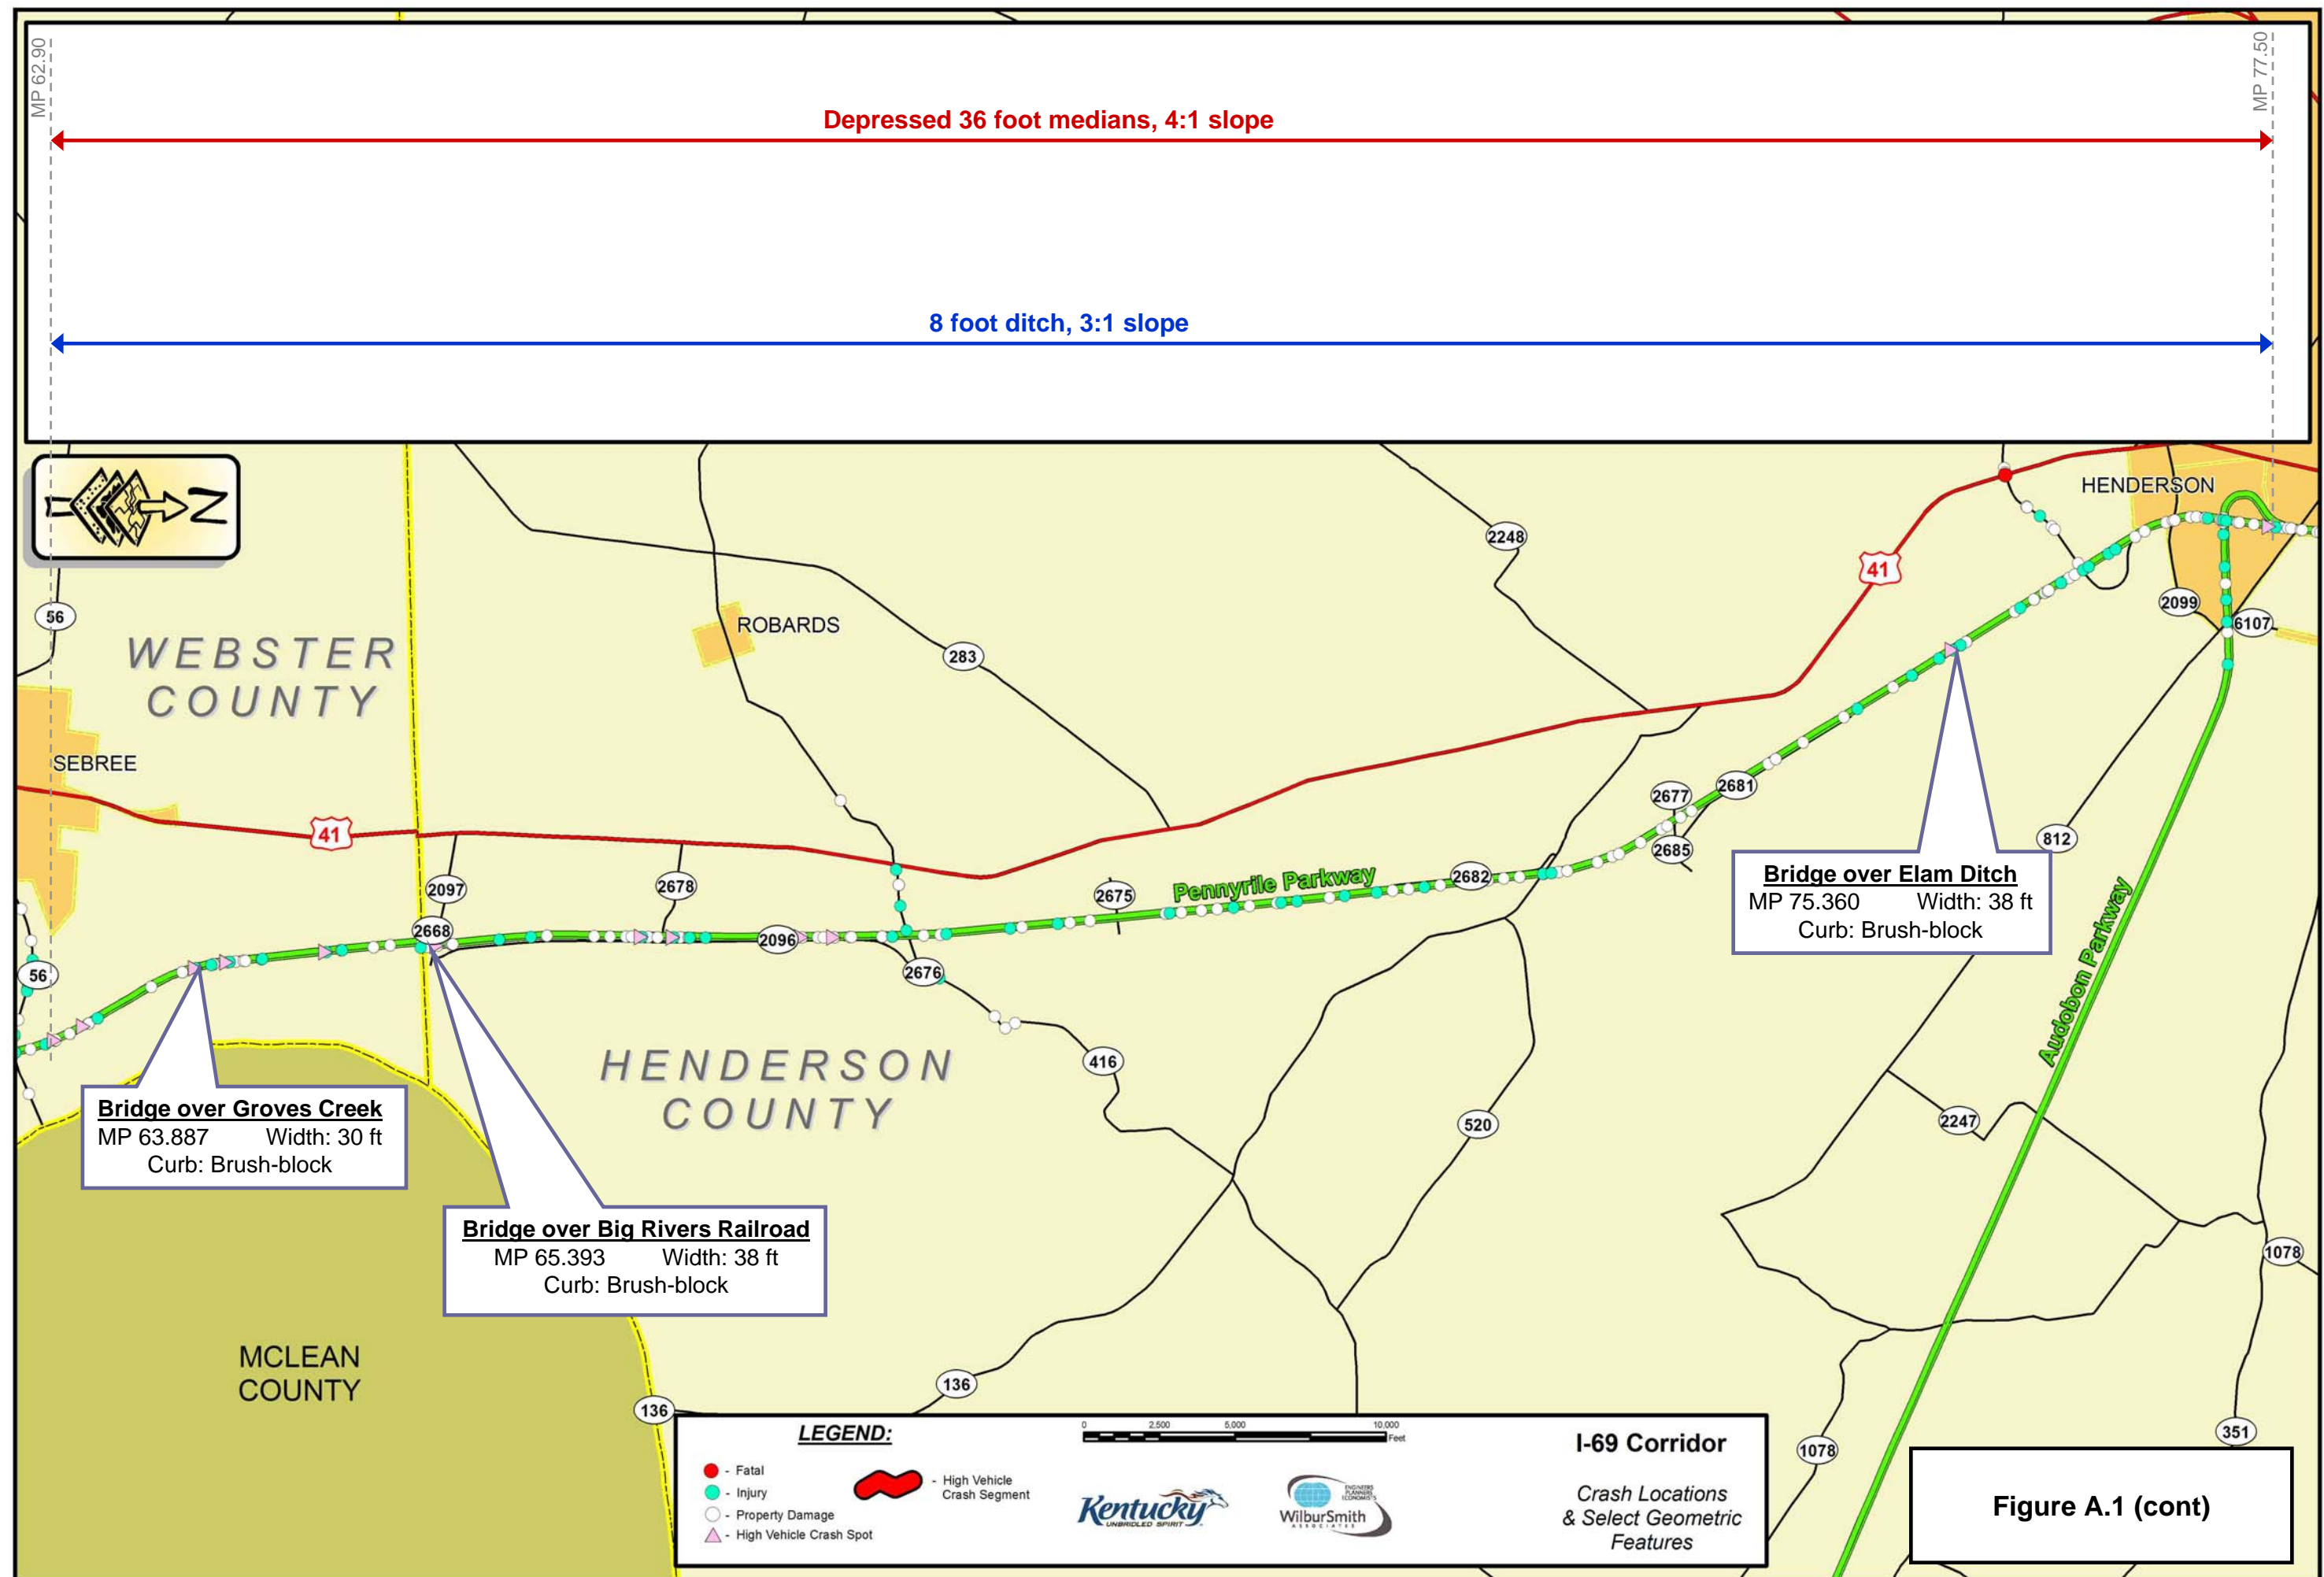 MP 62.90
MP 77.50
Depressed 36 foot medians, 4:1 slope
8 foot ditch, 3:1 slope
N
HENDERSON
2248
41
56
2099
6107
ROBARDS
WEBSTER
COUNTY
283
SEBREE
41
2677
2681
812
2685
2097
2678
2675
Pennyrile Parkway
2682
Bridge over Elam Ditch
MP 75.360 Width: 38 ft
Curb: Brush-block
2668
2096
56
2676
Audobon Parkway
HENDERSON
COUNTY
416
520
2247
Bridge over Groves Creek
MP 63.887 Width: 30 ft
Curb: Brush-block
Bridge over Big Rivers Railroad
MP 65.393 Width: 38 ft
Curb: Brush-block
1078
MCLEAN
COUNTY
136
136
351
1078
LEGEND:
- Fatal
- Injury
- Property Damage
- High Vehicle Crash Spot
- High Vehicle
Crash Segment
0 2,500 5,000 10,000
Feet
Kentucky
UNBRIDLED SPIRIT
ENGINEERS
PLANNERS
ECONOMISTS
WilburSmith
ASSOCIATES
I-69 Corridor
Crash Locations
& Select Geometric
Features
Figure A.1 (cont)